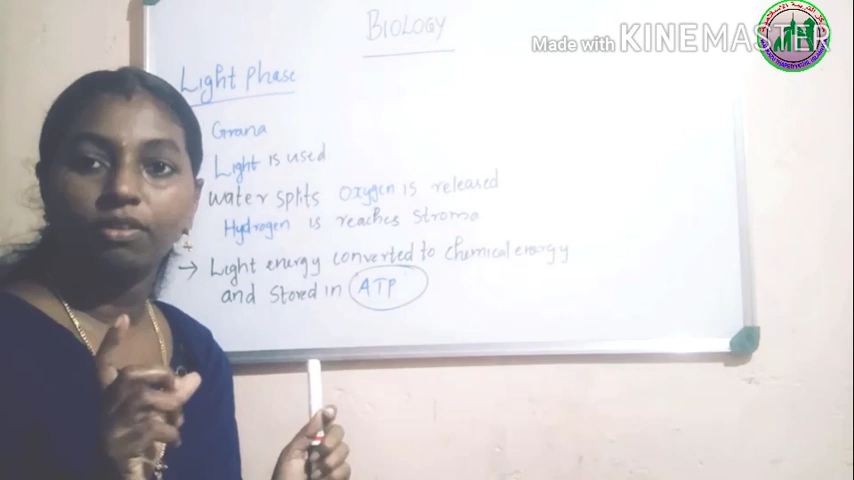 BIOLOGY
Made with KINEMASTER
Light phase
Grana
Light is used
water splits Oxygen is released
Hydrogen is reaches stroma
→ Light energy converted to chemical energy
and stored in ATP